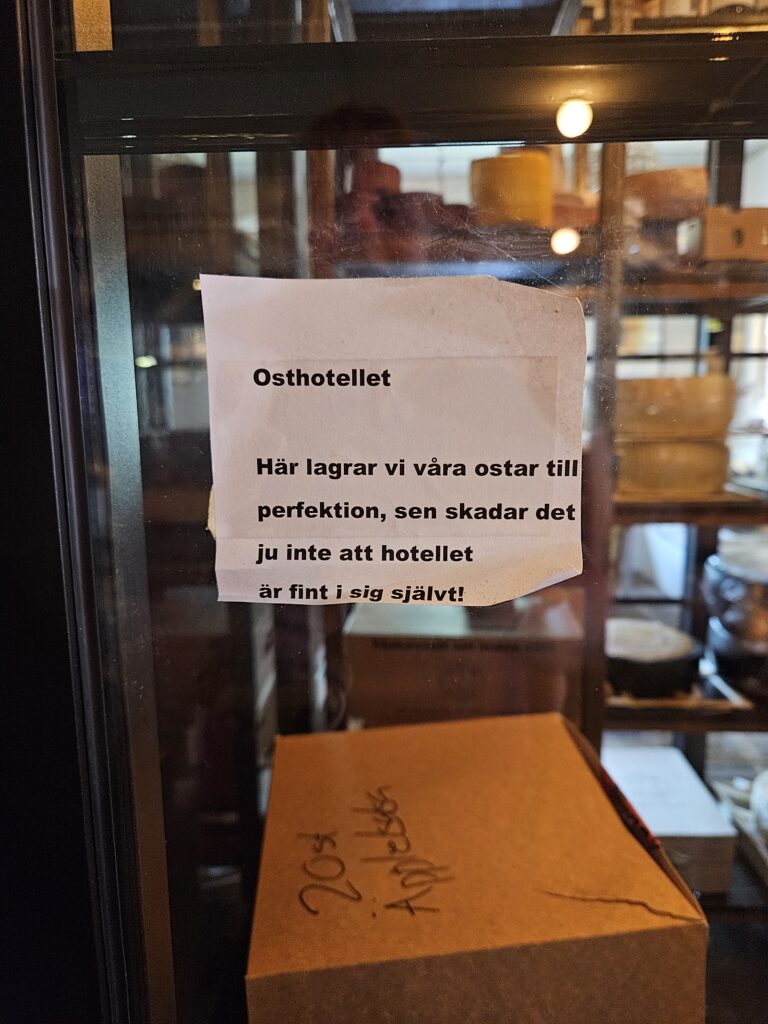 Osthotellet
Här lagrar vi våra ostar till
perfektion, sen skadar det
ju inte att hotellet
är fint i sig självt!
20st